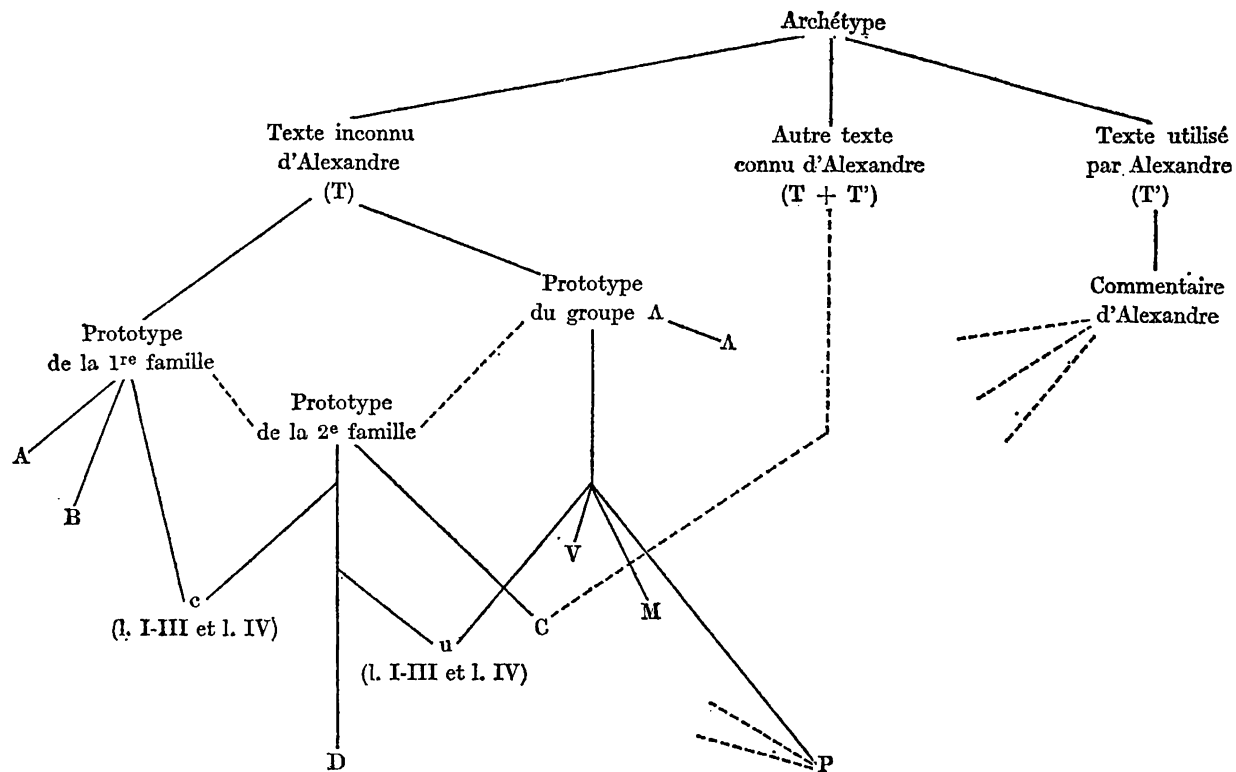 Archétype
Texte inconnu
d'Alexandre
(T)
Autre texte
connu d'Alexandre
(T + T')
Texte utilisé
par Alexandre
(T')
Prototype
du groupe Λ
Λ
Commentaire
d'Alexandre
Prototype
de la 1re famille
Prototype
de la 2e famille
A
B
c
(l. I-III et l. IV)
u
(l. I-III et l. IV)
C
V
M
D
P